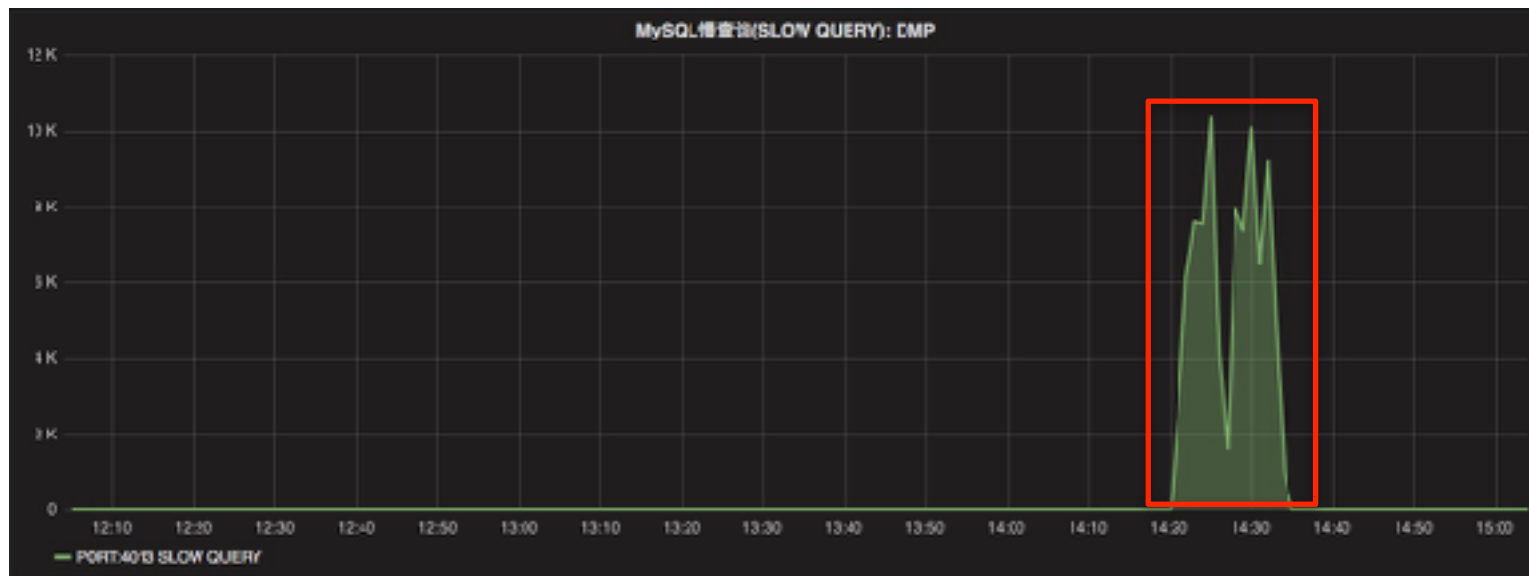 MySQL慢查询(SLOW QUERY): DMP
12 K
10 K
8 K
6 K
4 K
2 K
0
12:10 12:20 12:30 12:40 12:50 13:00 13:10 13:20 13:30 13:40 13:50 14:00 14:10 14:20 14:30 14:40 14:50 15:00
PORT:4013 SLOW QUERY